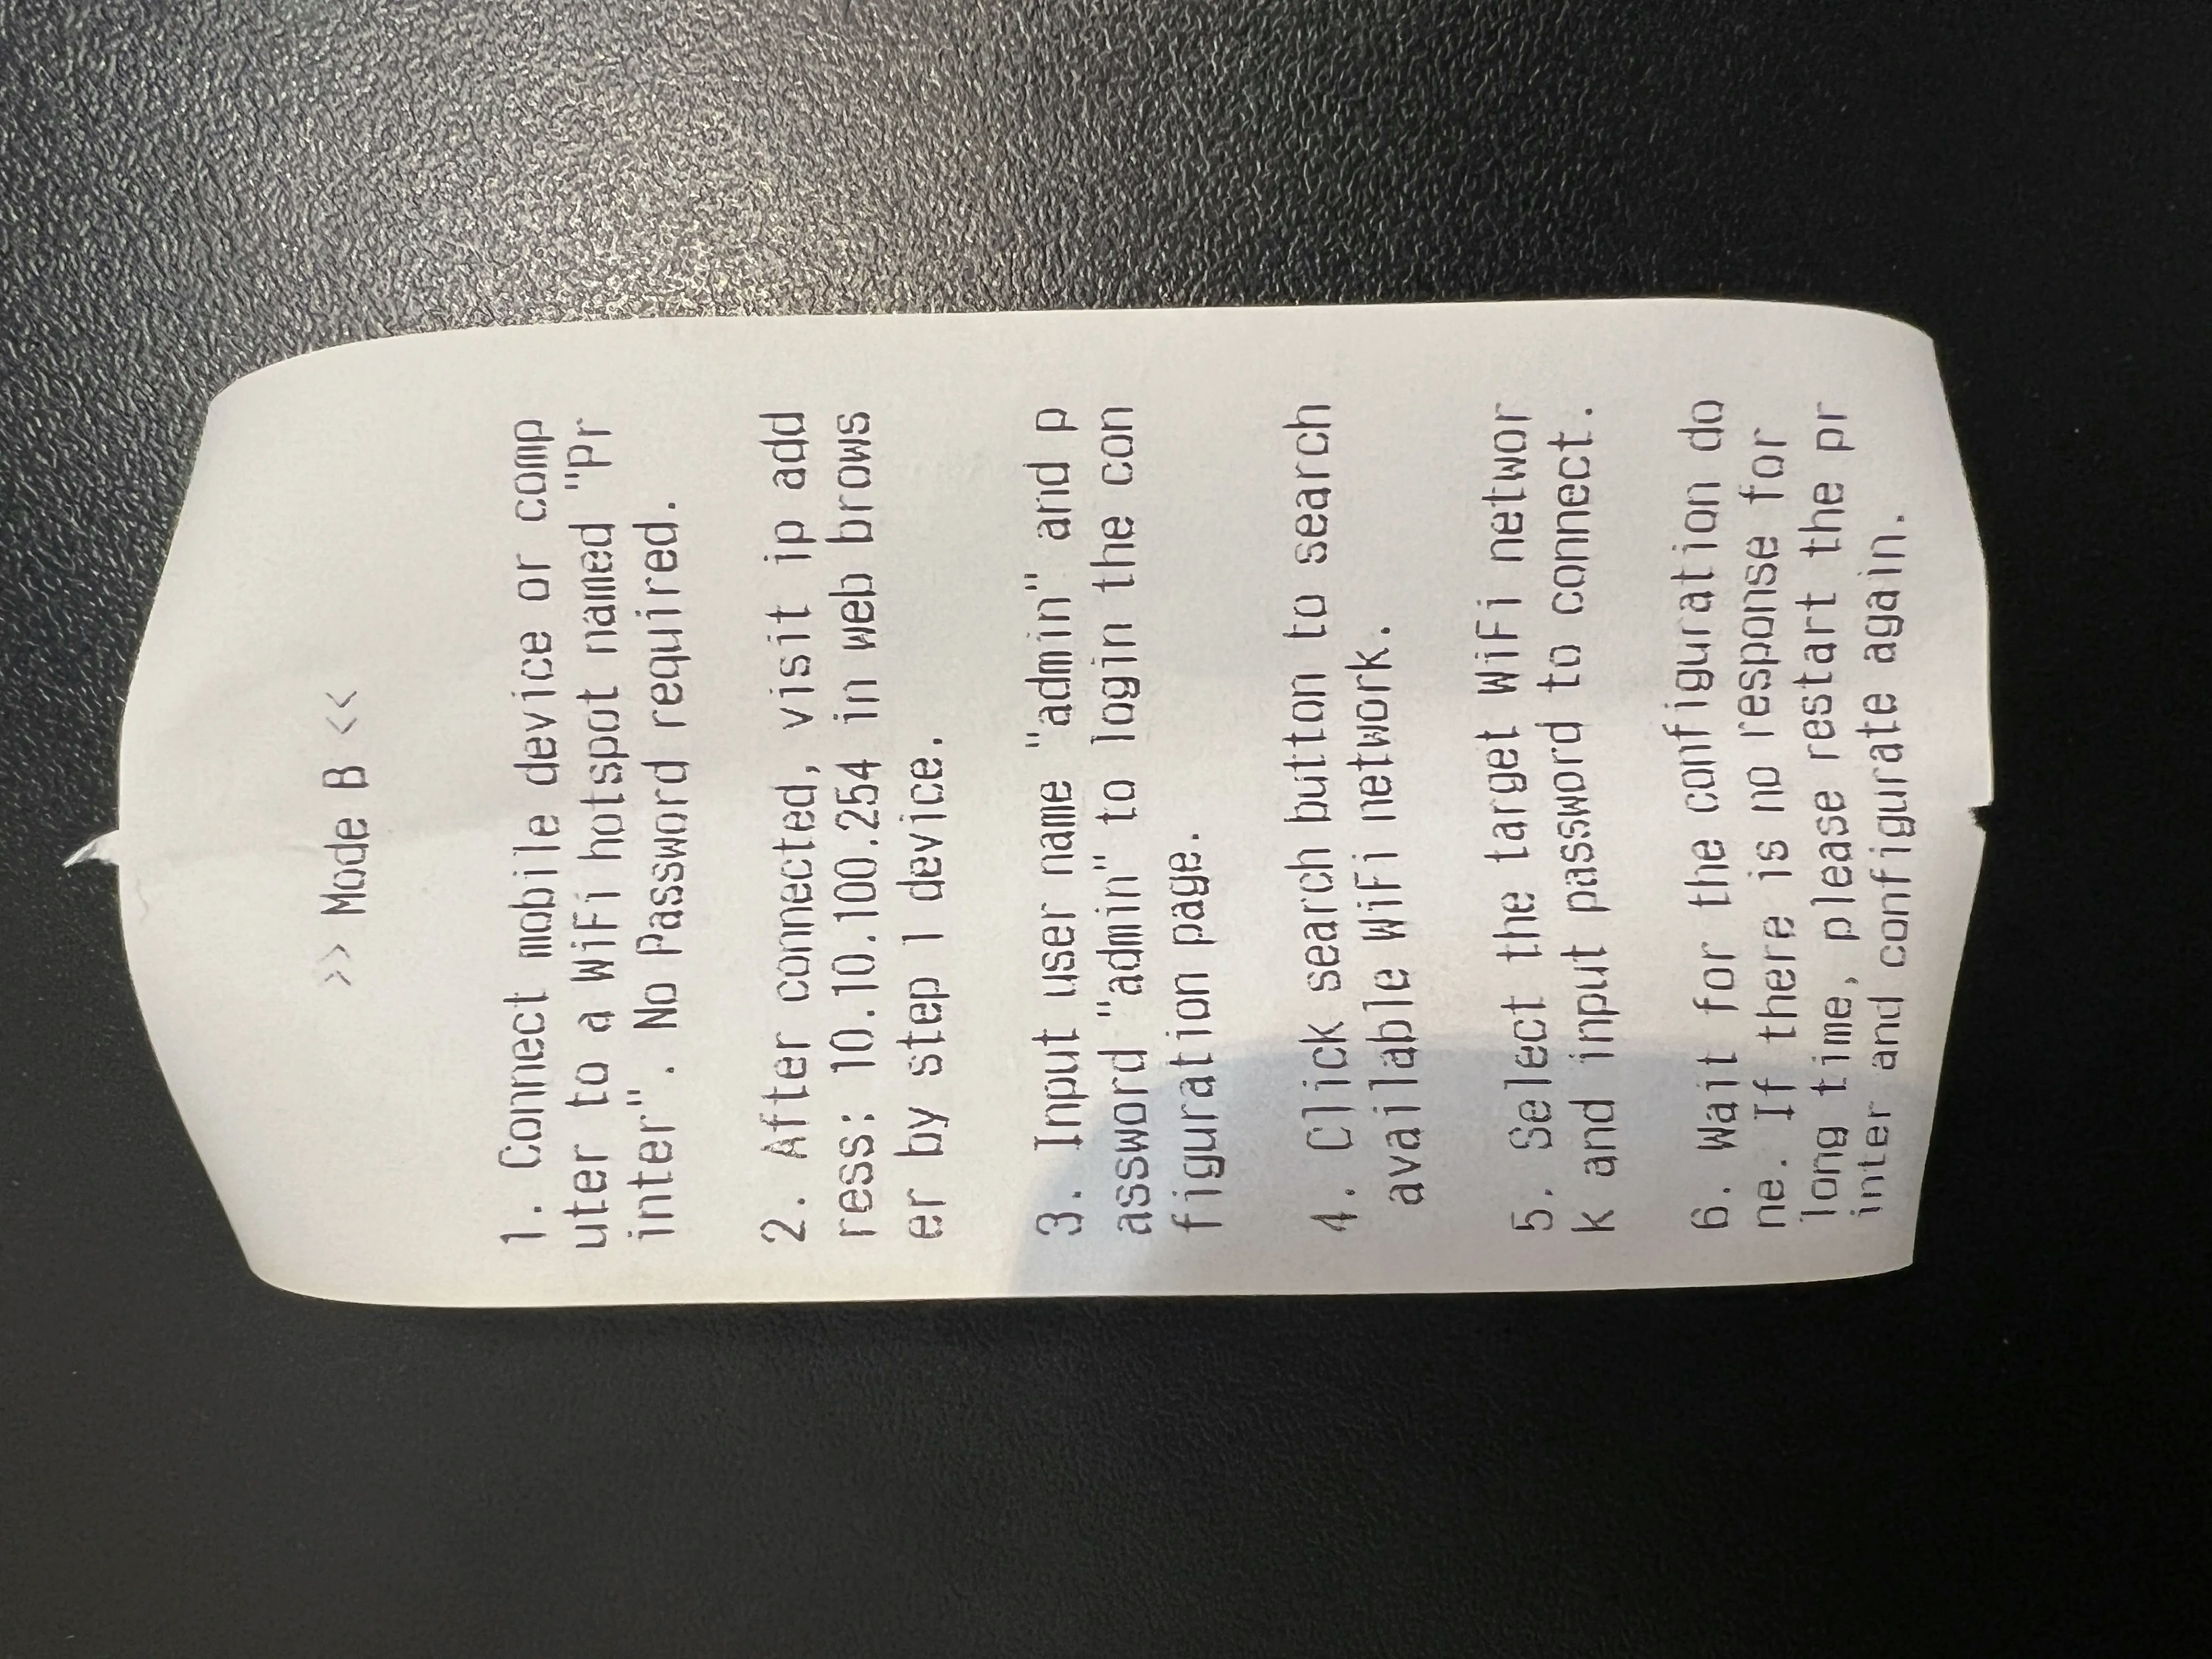 >> Mode B <<
1. Connect mobile device or comp
uter to a WiFi hotspot named "Pr
inter". No Password required.
2. After connected, visit ip add
ress: 10.10.100.254 in web brows
er by step 1 device.
3. Input user name "admin" and p
assword "admin" to login the con
figuration page.
4. Click search button to search
available WiFi network.
5. Select the target WiFi networ
k and input password to connect.
6. Wait for the configuration do
ne. If there is no response for
long time, please restart the pr
inter and configurate again.